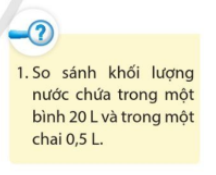 ?
1. So sánh khối lượng
nước chứa trong một
bình 20 L và trong một
chai 0,5 L.